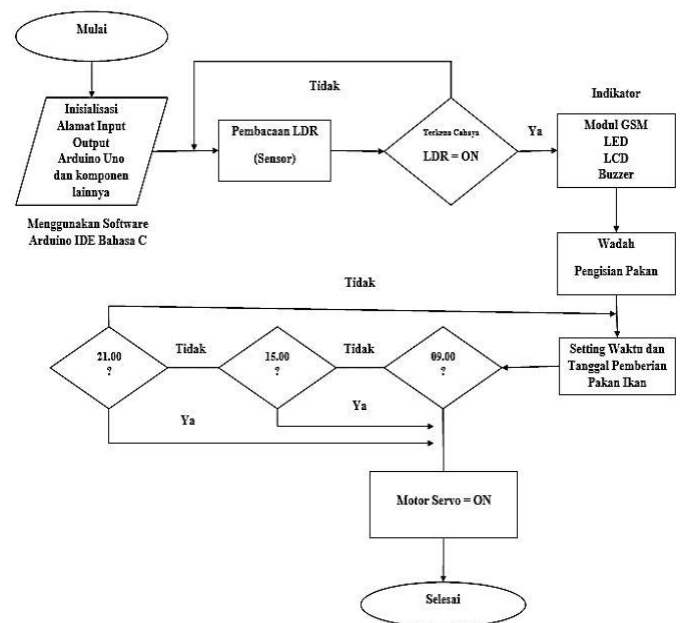 Mulai
Inisialisasi
Alamat Input
Output
Arduino Uno
dan komponen
lainnya
Menggunakan Software
Arduino IDE Bahasa C
Tidak
Pembacaan LDR
(Sensor)
Terkena Cahaya
LDR = ON
Ya
Indikator
Modul GSM
LED
LCD
Buzzer
Wadah
Pengisian Pakan
Tidak
Setting Waktu dan
Tanggal Pemberian
Pakan Ikan
09.00
?
Tidak
15.00
?
Tidak
21.00
?
Ya
Ya
Motor Servo = ON
Selesai